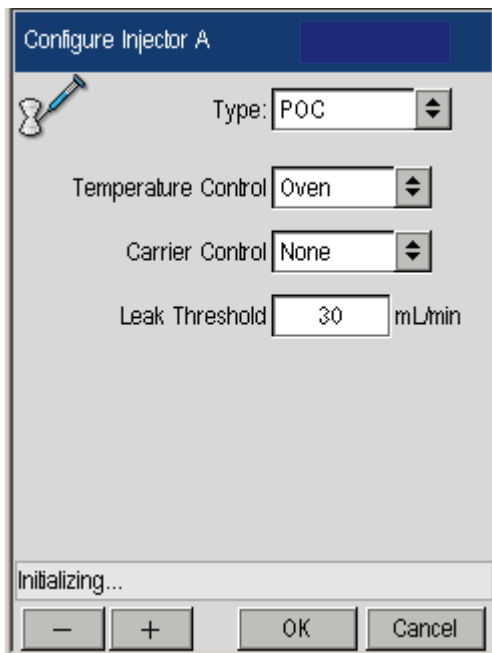 Configure Injector A
Type: POC
Temperature Control Oven
Carrier Control None
Leak Threshold 30 mL/min
Initializing...
− + OK Cancel